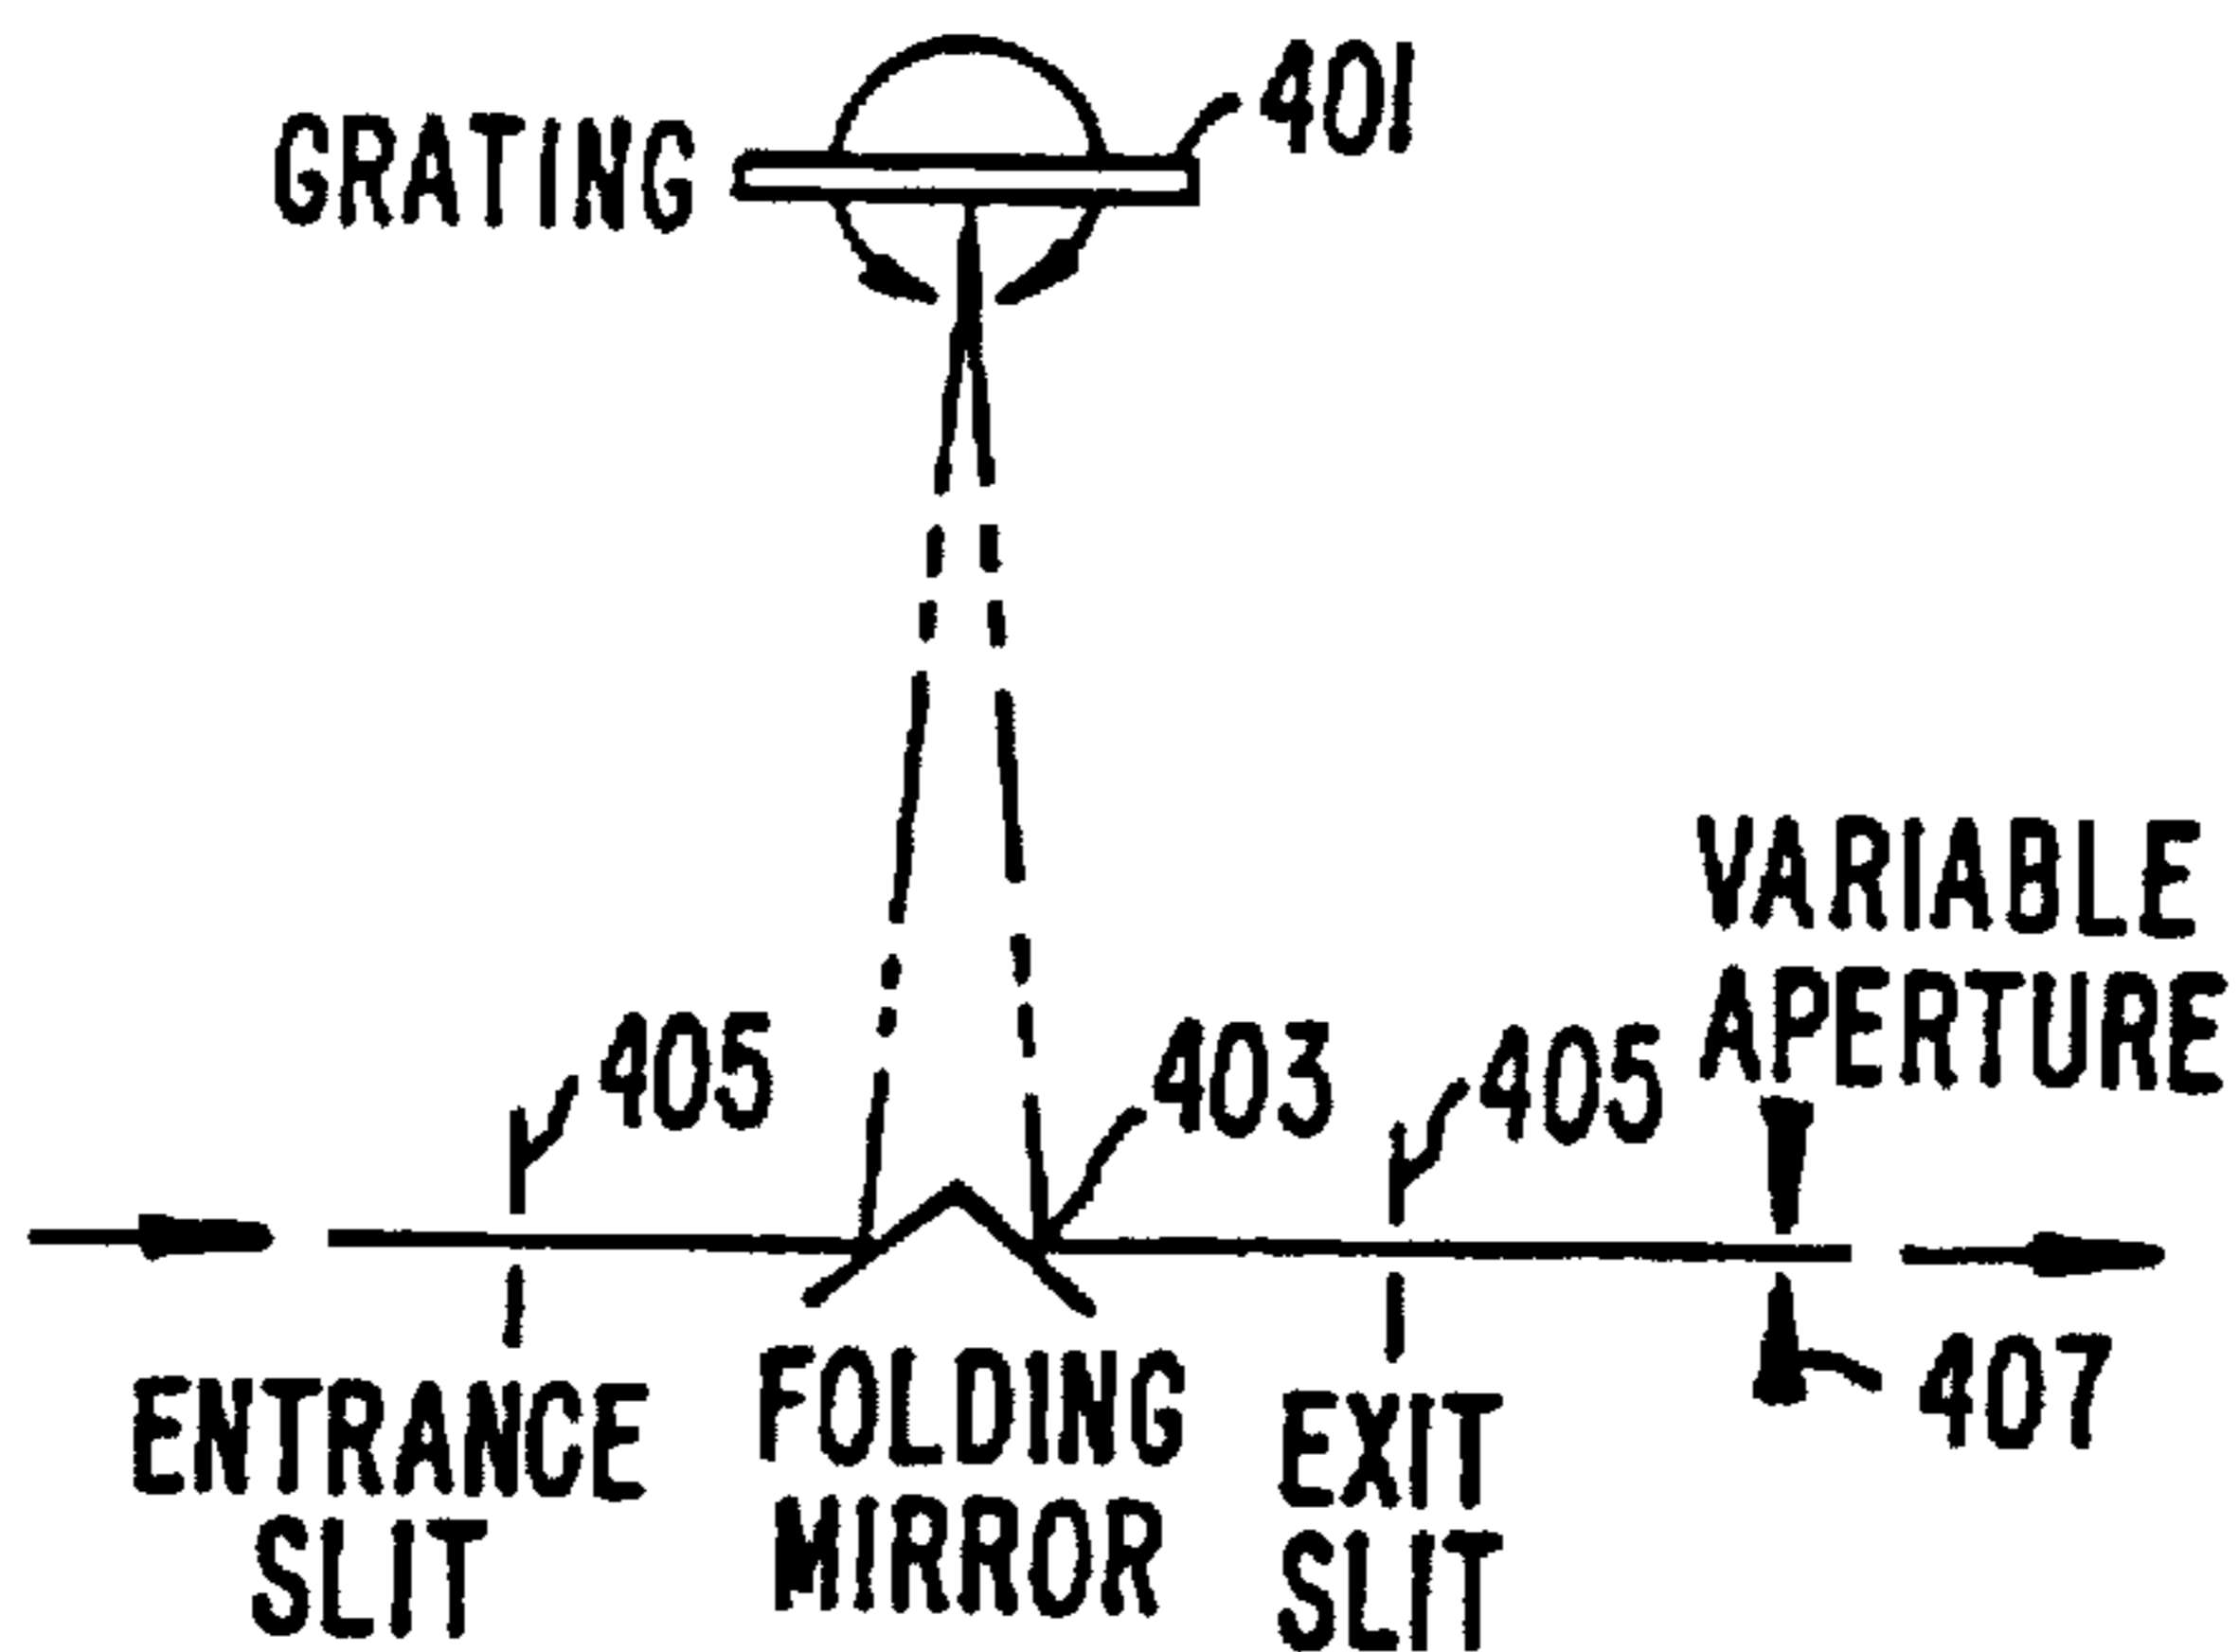 GRATING
401
VARIABLE
APERTURE
405
403
405
407
ENTRANCE
SLIT
FOLDING
MIRROR
EXIT
SLIT